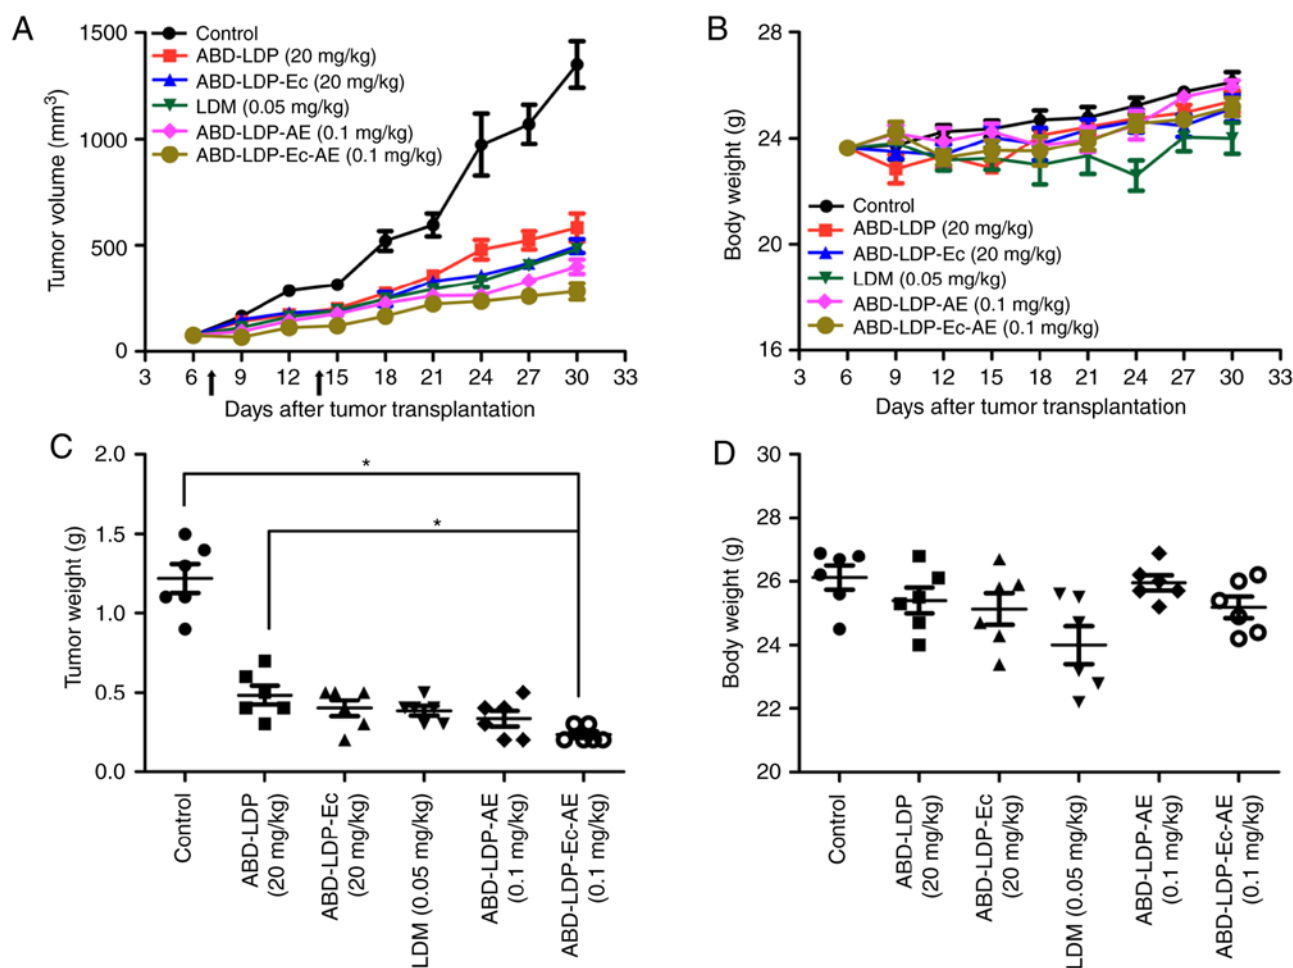 A
Tumor volume (mm³)
1500
1000
500
0
Control
ABD-LDP (20 mg/kg)
ABD-LDP-Ec (20 mg/kg)
LDM (0.05 mg/kg)
ABD-LDP-AE (0.1 mg/kg)
ABD-LDP-Ec-AE (0.1 mg/kg)
3 6 9 12 15 18 21 24 27 30 33
Days after tumor transplantation
B
Body weight (g)
28
24
20
16
Control
ABD-LDP (20 mg/kg)
ABD-LDP-Ec (20 mg/kg)
LDM (0.05 mg/kg)
ABD-LDP-AE (0.1 mg/kg)
ABD-LDP-Ec-AE (0.1 mg/kg)
3 6 9 12 15 18 21 24 27 30 33
Days after tumor transplantation
C
Tumor weight (g)
2.0
1.5
1.0
0.5
0.0
*
*
Control
ABD-LDP
(20 mg/kg)
ABD-LDP-Ec
(20 mg/kg)
LDM (0.05 mg/kg)
ABD-LDP-AE
(0.1 mg/kg)
ABD-LDP-Ec-AE
(0.1 mg/kg)
D
Body weight (g)
30
28
26
24
22
20
Control
ABD-LDP
(20 mg/kg)
ABD-LDP-Ec
(20 mg/kg)
LDM (0.05 mg/kg)
ABD-LDP-AE
(0.1 mg/kg)
ABD-LDP-Ec-AE
(0.1 mg/kg)